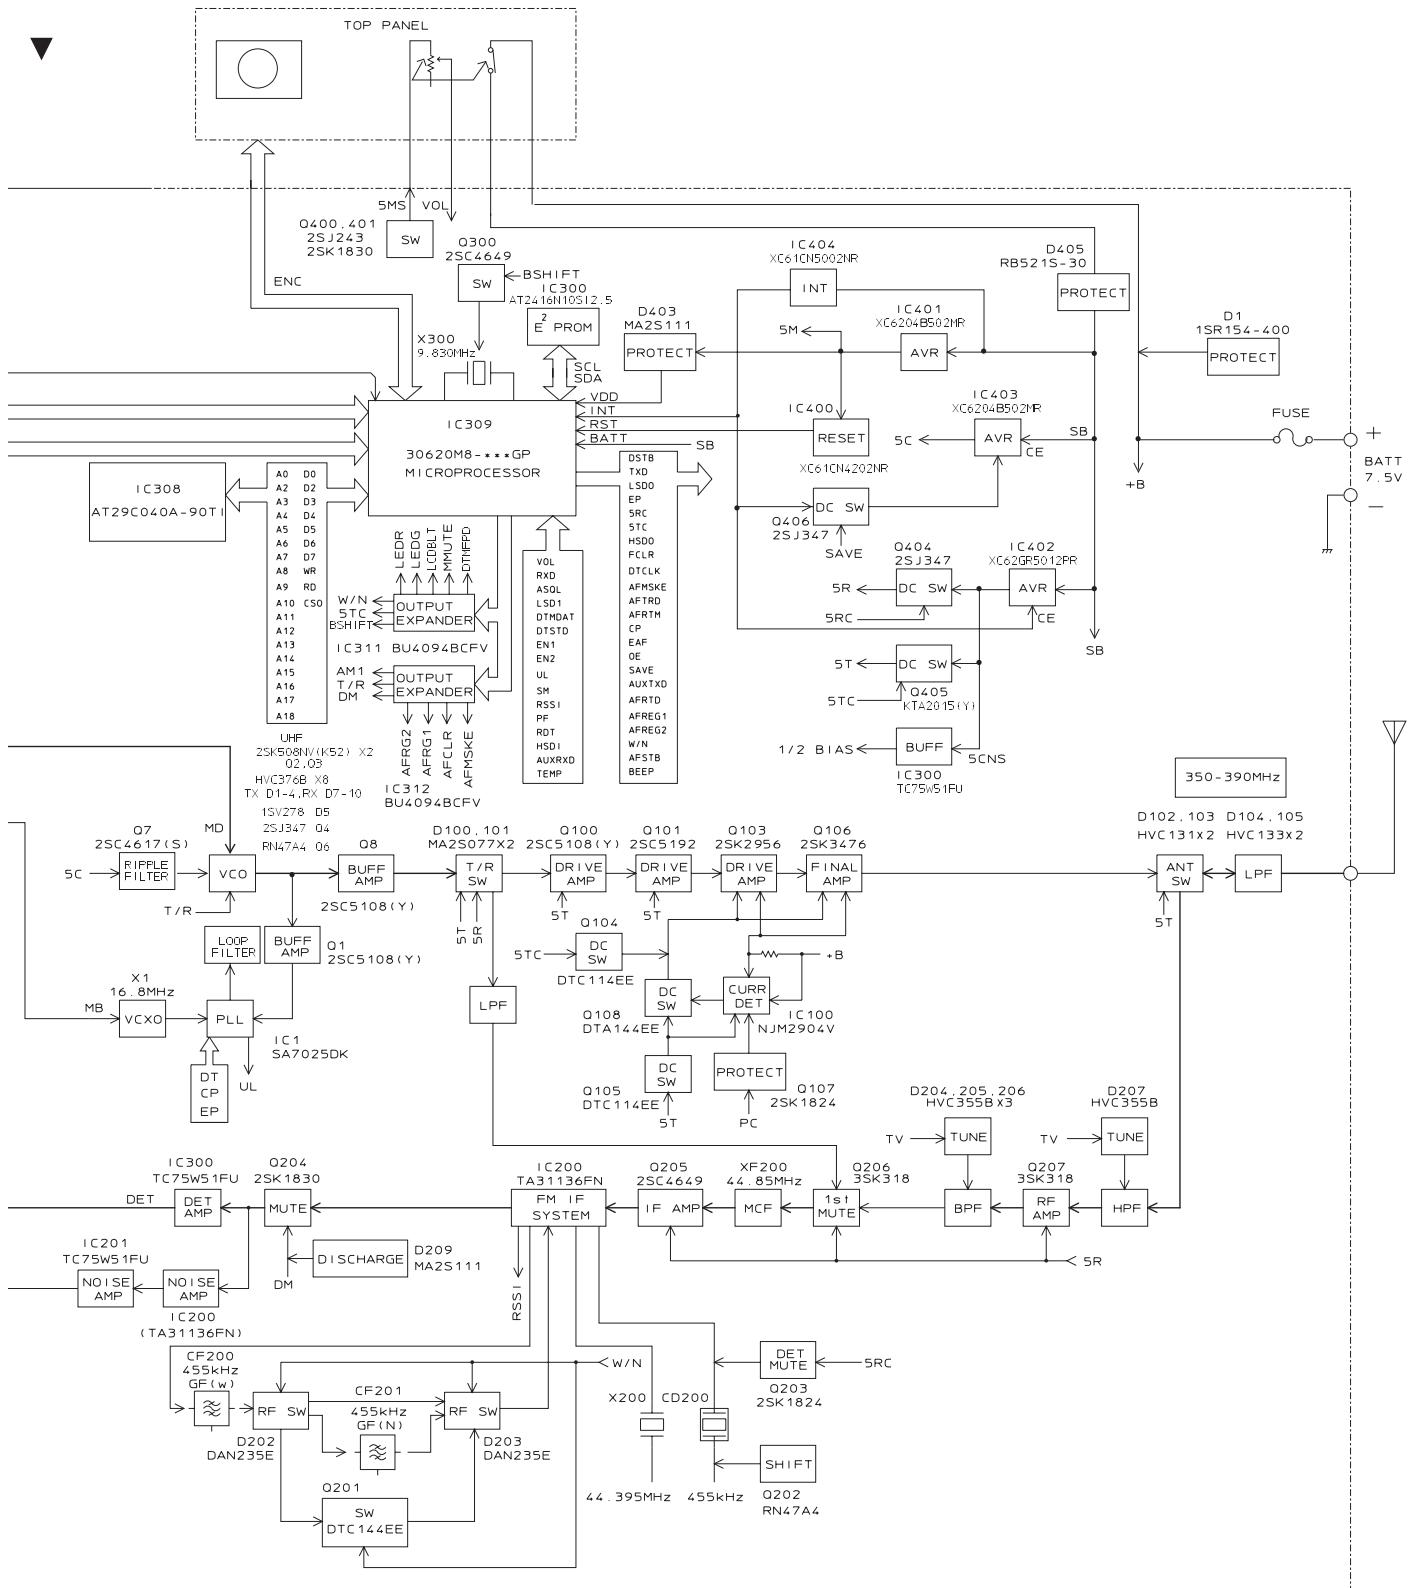 TOP PANEL
5MS VOL
Q400,401
2SJ243
2SK1830
SW
Q300
2SC4649
SW
BSHIFT
ENC
IC300
AT2416N10SI2.5
E2 PROM
X300
9.830MHz
SCL
SDA
IC404
XC61CN5002NR
INT
D405
RB521S-30
PROTECT
D403
MA2S111
PROTECT
5M
IC401
XC6204B502MR
AVR
D1
1SR154-400
PROTECT
VDD
INT
RST
BATT
SB
IC400
RESET
XC61CN4202NR
IC403
XC6204B502MR
5C
AVR
SB
CE
FUSE
+
BATT
7.5V
−
+B
IC309
30620M8-***GP
MICROPROCESSOR
IC308
AT29C040A-90TI
A0 D0
A2 D2
A3 D3
A4 D4
A5 D5
A6 D6
A7 D7
A8 WR
A9 RD
A10 CSO
A11
A12
A13
A14
A15
A16
A17
A18
DSTB
TXD
LSDO
EP
5RC
5TC
HSDO
FCLR
DTCLK
AFMSKE
AFTRD
AFRTM
CP
EAF
OE
SAVE
AUXTXD
AFRTD
AFREG1
AFREG2
W/N
AFSTB
BEEP
DC SW
Q406
2SJ347
SAVE
Q404
2SJ347
5R
DC SW
5RC
IC402
XC62GR5012PR
AVR
CE
SB
5T
DC SW
5TC
Q405
KTA2015(Y)
1/2 BIAS
BUFF
5CNS
IC300
TC75W51FU
LEDR
LEDG
LCDBLT
MMUTE
DTMFPD
W/N
5TC
BSHIFT
OUTPUT
EXPANDER
IC311 BU4094BCFV
AM1
T/R
DM
OUTPUT
EXPANDER
AFRG2
AFRG1
AFCLR
AFMSKE
IC312
BU4094BCFV
VOL
RXD
ASQL
LSD1
DTMDAT
DTSTD
EN1
EN2
UL
SM
RSSI
PF
RDT
HSDI
AUXRXD
TEMP
UHF
2SK508NV(K52) X2
Q2,Q3
HVC376B X8
TX D1-4,RX D7-10
1SV278 D5
2SJ347 Q4
RN47A4 Q6
350-390MHz
Q7
2SC4617(S)
5C
RIPPLE
FILTER
MD
VCO
T/R
Q8
BUFF
AMP
2SC5108(Y)
D100,101
MA2S077X2
T/R
SW
5T
5R
Q100
2SC5108(Y)
DRIVE
AMP
5T
Q101
2SC5192
DRIVE
AMP
5T
Q103
2SK2956
DRIVE
AMP
Q106
2SK3476
FINAL
AMP
D102,103
HVC131x2
ANT
SW
5T
D104,105
HVC133x2
LPF
LOOP
FILTER
BUFF
AMP
Q1
2SC5108(Y)
X1
16.8MHz
MB
VCXO
PLL
IC1
SA7025DK
DT
CP
EP
UL
LPF
Q104
5TC
DC
SW
DTC114EE
DC
SW
Q108
DTA144EE
CURR
DET
+B
IC100
NJM2904V
DC
SW
Q105
DTC114EE
5T
PROTECT
Q107
2SK1824
PC
D204,205,206
HVC355BX3
TV
TUNE
D207
HVC355B
TV
TUNE
DET
IC300
TC75W51FU
DET
AMP
Q204
2SK1830
MUTE
IC200
TA31136FN
FM IF
SYSTEM
Q205
2SC4649
IF AMP
XF200
44.85MHz
MCF
Q206
3SK318
1st
MUTE
BPF
Q207
3SK318
RF
AMP
HPF
5R
IC201
TC75W51FU
NOISE
AMP
NOISE
AMP
IC200
(TA31136FN)
DISCHARGE
D209
MA2S111
DM
RSSI
CF200
455kHz
GF(w)
RF SW
D202
DAN235E
CF201
455kHz
GF(N)
RF SW
D203
DAN235E
W/N
Q201
SW
DTC144EE
X200
44.395MHz
CD200
455kHz
DET
MUTE
5RC
Q203
2SK1824
SHIFT
Q202
RN47A4